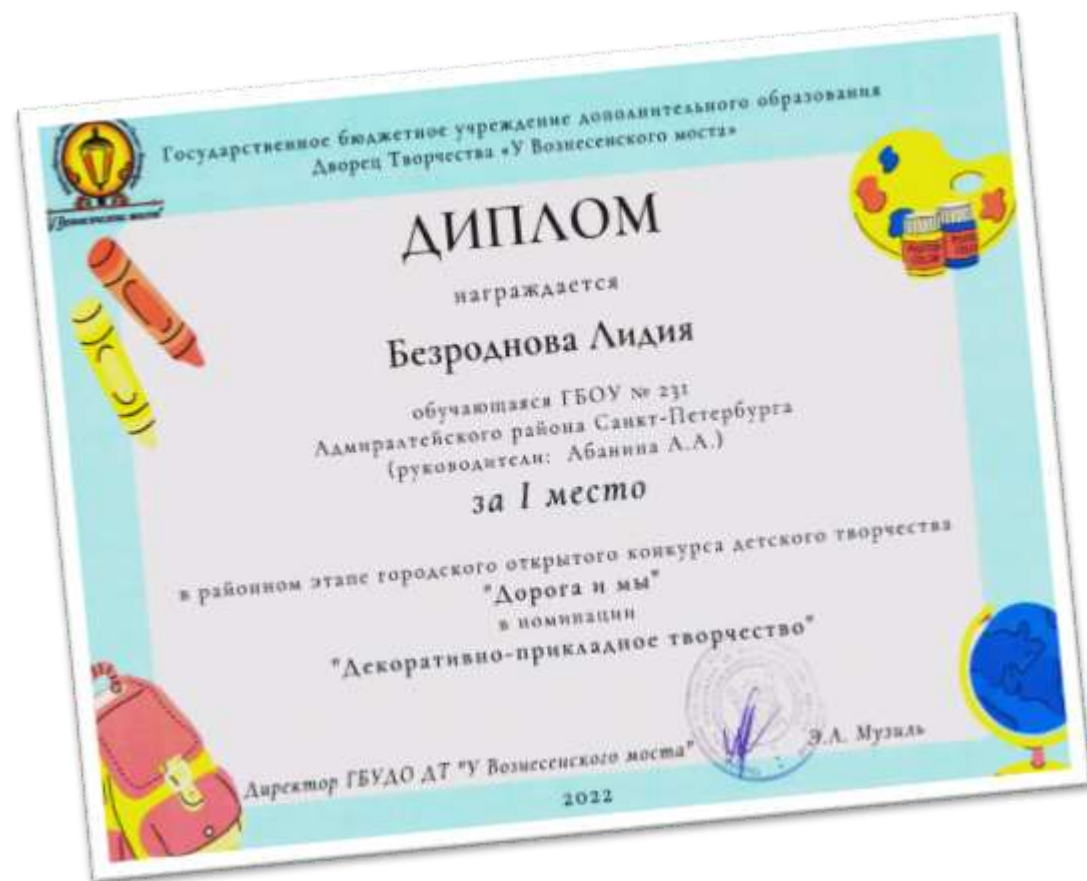 Государственное бюджетное учреждение дополнительного образования
Дворец Творчества «У Вознесенского моста»
ДИПЛОМ
награждается
Безроднова Лидия
обучающаяся ГБОУ № 231
Адмиралтейского района Санкт-Петербурга
(руководители: Абанина А.А.)
за I место
в районном этапе городского открытого конкурса детского творчества
"Дорога и мы"
в номинации
"Декоративно-прикладное творчество"
Директор ГБУДО ДТ "У Вознесенского моста" Э.А. Музиль
2022